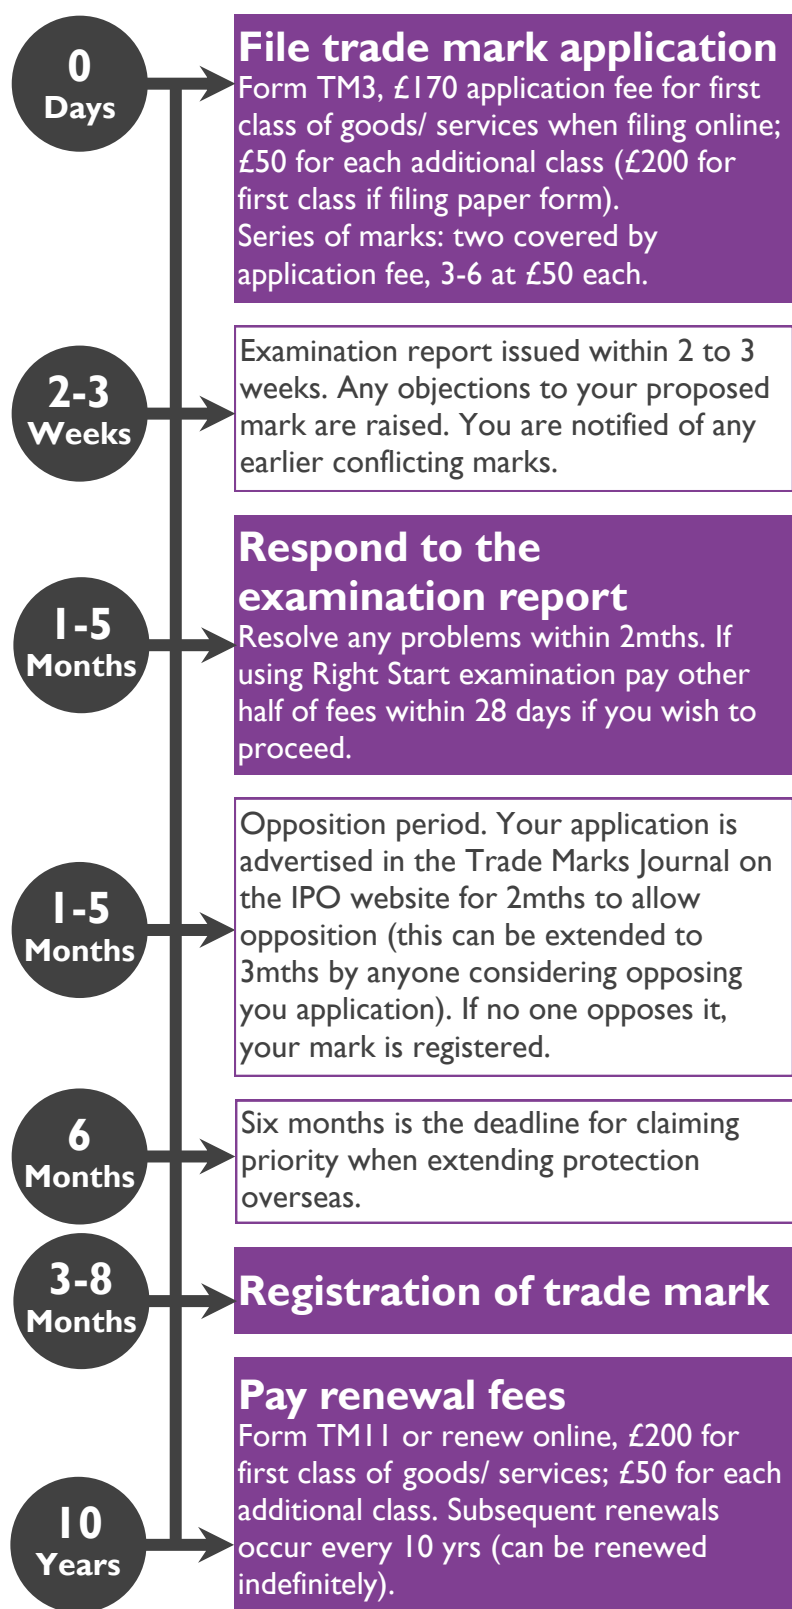 0
Days
File trade mark application
Form TM3, £170 application fee for first
class of goods/ services when filing online;
£50 for each additional class (£200 for
first class if filing paper form).
Series of marks: two covered by
application fee, 3-6 at £50 each.
2-3
Weeks
Examination report issued within 2 to 3
weeks. Any objections to your proposed
mark are raised. You are notified of any
earlier conflicting marks.
1-5
Months
Respond to the
examination report
Resolve any problems within 2mths. If
using Right Start examination pay other
half of fees within 28 days if you wish to
proceed.
1-5
Months
Opposition period. Your application is
advertised in the Trade Marks Journal on
the IPO website for 2mths to allow
opposition (this can be extended to
3mths by anyone considering opposing
you application). If no one opposes it,
your mark is registered.
6
Months
Six months is the deadline for claiming
priority when extending protection
overseas.
3-8
Months
Registration of trade mark
10
Years
Pay renewal fees
Form TM11 or renew online, £200 for
first class of goods/ services; £50 for each
additional class. Subsequent renewals
occur every 10 yrs (can be renewed
indefinitely).